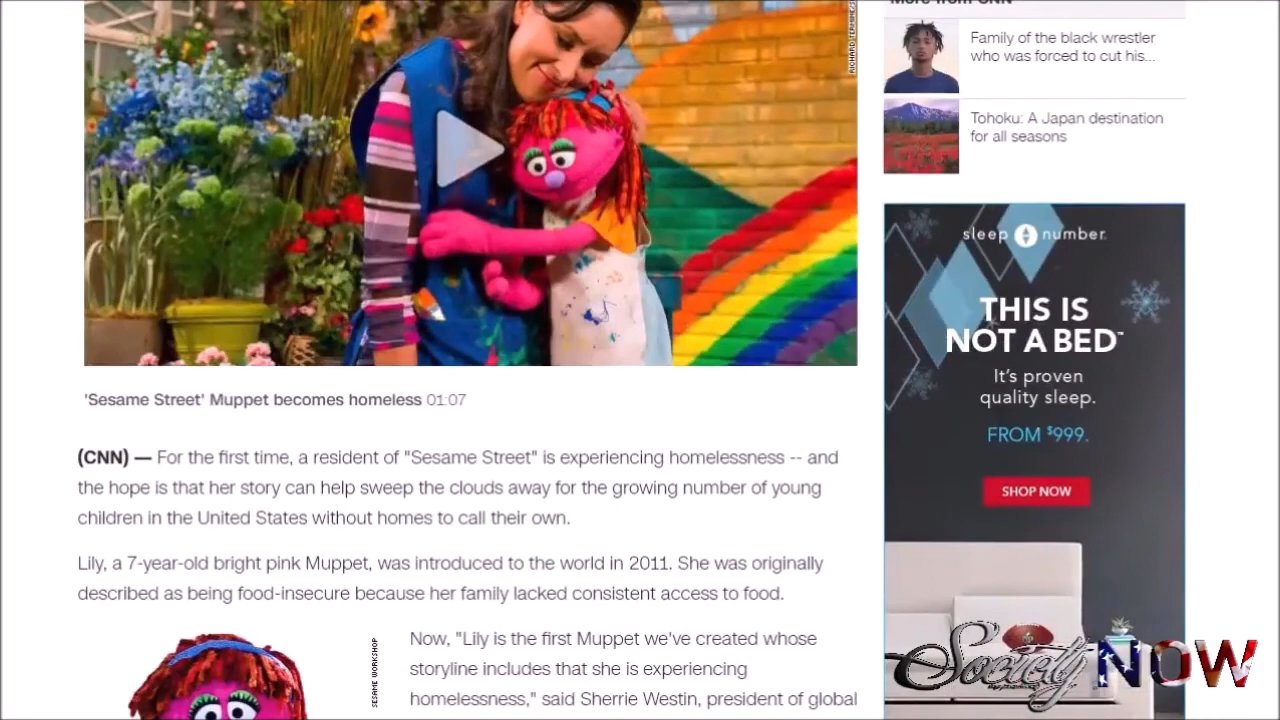 RICHARD TERMINE/S
'Sesame Street' Muppet becomes homeless 01:07
(CNN) — For the first time, a resident of "Sesame Street" is experiencing homelessness -- and
the hope is that her story can help sweep the clouds away for the growing number of young
children in the United States without homes to call their own.
Lily, a 7-year-old bright pink Muppet, was introduced to the world in 2011. She was originally
described as being food-insecure because her family lacked consistent access to food.
SESAME WORKSHOP
Now, "Lily is the first Muppet we've created whose
storyline includes that she is experiencing
homelessness," said Sherrie Westin, president of global
More from CNN
Family of the black wrestler
who was forced to cut his...
Tohoku: A Japan destination
for all seasons
sleep number.
THIS IS
NOT A BED™
It's proven
quality sleep.
FROM $999.
SHOP NOW
Society NOW